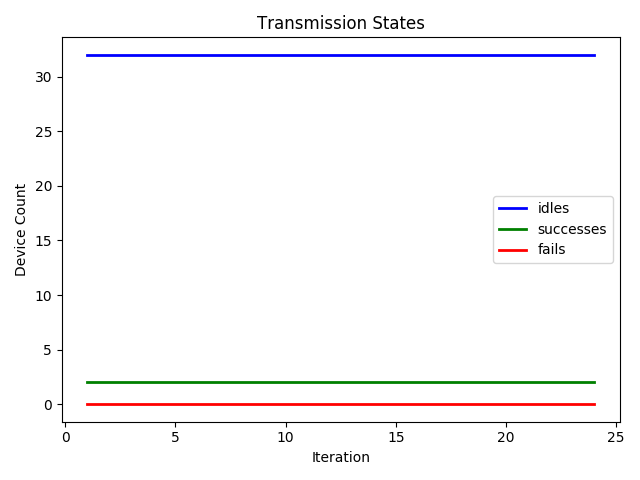 Transmission States
Device Count
30
25
20
15
10
5
0
idles
successes
fails
0 5 10 15 20 25
Iteration